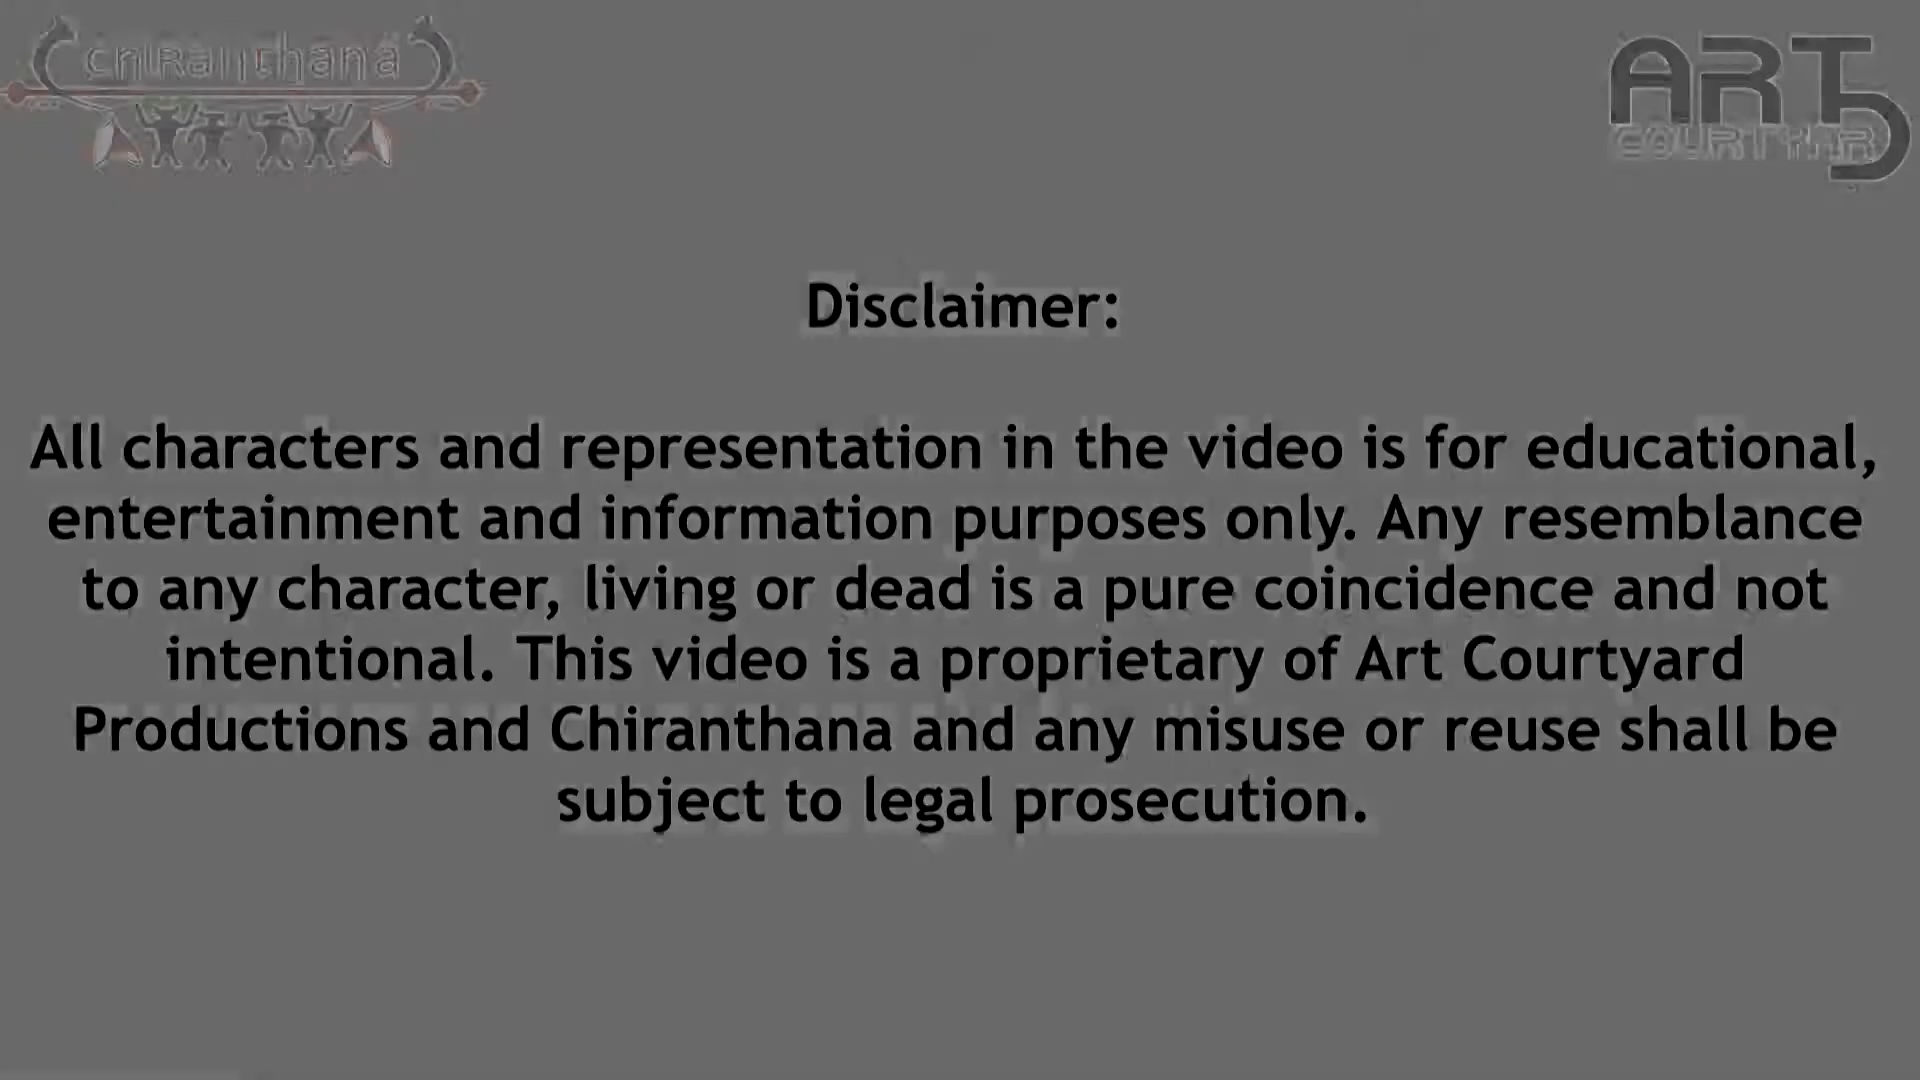 chiranthana
ART
COURTYARD
Disclaimer:
All characters and representation in the video is for educational,
entertainment and information purposes only. Any resemblance
to any character, living or dead is a pure coincidence and not
intentional. This video is a proprietary of Art Courtyard
Productions and Chiranthana and any misuse or reuse shall be
subject to legal prosecution.